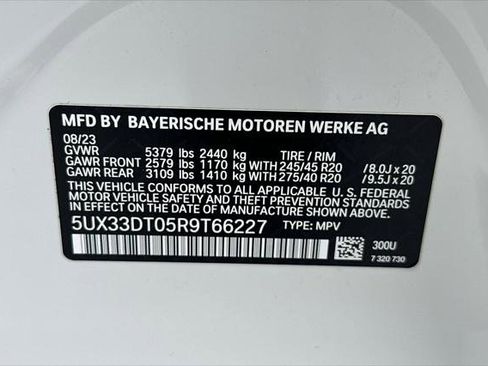 MFD BY BAYERISCHE MOTOREN WERKE AG
08/23
GVWR 5379 lbs 2440 kg TIRE / RIM
GAWR FRONT 2579 lbs 1170 kg WITH 245/45 R20 /8.0J x 20
GAWR REAR 3109 lbs 1410 kg WITH 275/40 R20 /9.5J x 20
THIS VEHICLE CONFORMS TO ALL APPLICABLE U.S. FEDERAL
MOTOR VEHICLE SAFETY, BUMPER, AND THEFT PREVENTION
STANDARDS IN EFFECT ON THE DATE OF MANUFACTURE SHOWN ABOVE.
5UX33DT05R9T66227 TYPE: MPV
300U
7 320 730